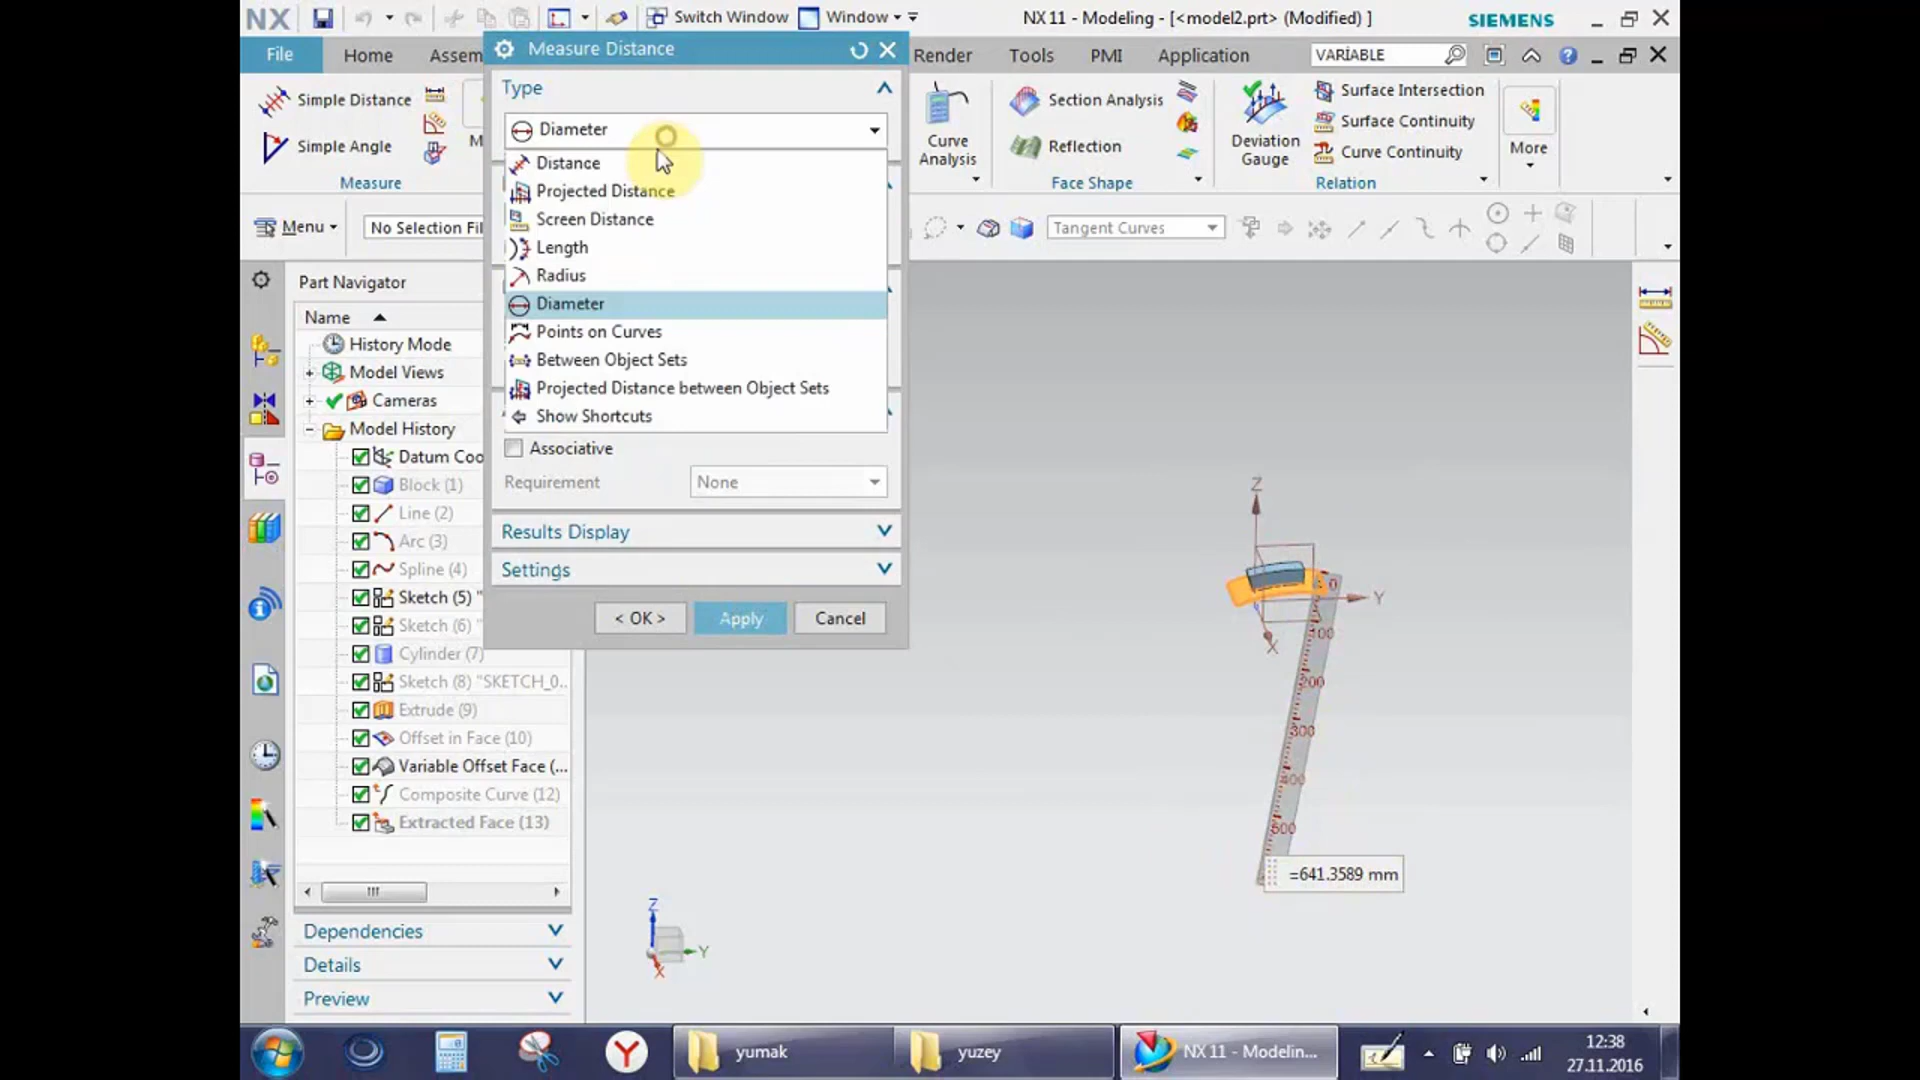 NX Switch Window Window NX 11 - Modeling - [<model2.prt> (Modified) ] SIEMENS
File Home Assem Render Tools PMI Application VARIABLE
Measure Distance
Type
Diameter
Distance
Projected Distance
Screen Distance
Length
Radius
Diameter
Points on Curves
Between Object Sets
Projected Distance between Object Sets
Show Shortcuts
Associative
Requirement None
Results Display
Settings
< OK > Apply Cancel
Simple Distance
Simple Angle
Measure
M
Curve Analysis
Section Analysis
Reflection
Face Shape
Deviation Gauge
Surface Intersection
Surface Continuity
Curve Continuity
Relation
More
Menu No Selection Fil Tangent Curves
Part Navigator
Name
History Mode
Model Views
Cameras
Model History
Datum Coo
Block (1)
Line (2)
Arc (3)
Spline (4)
Sketch (5) "
Sketch (6) "
Cylinder (7)
Sketch (8) "SKETCH_0...
Extrude (9)
Offset in Face (10)
Variable Offset Face (...
Composite Curve (12)
Extracted Face (13)
Dependencies
Details
Preview
Z
Y
X
0
100
200
300
400
500
=641.3589 mm
Z
Y
X
yumak yuzey NX 11 - Modelin... 12:38
27.11.2016